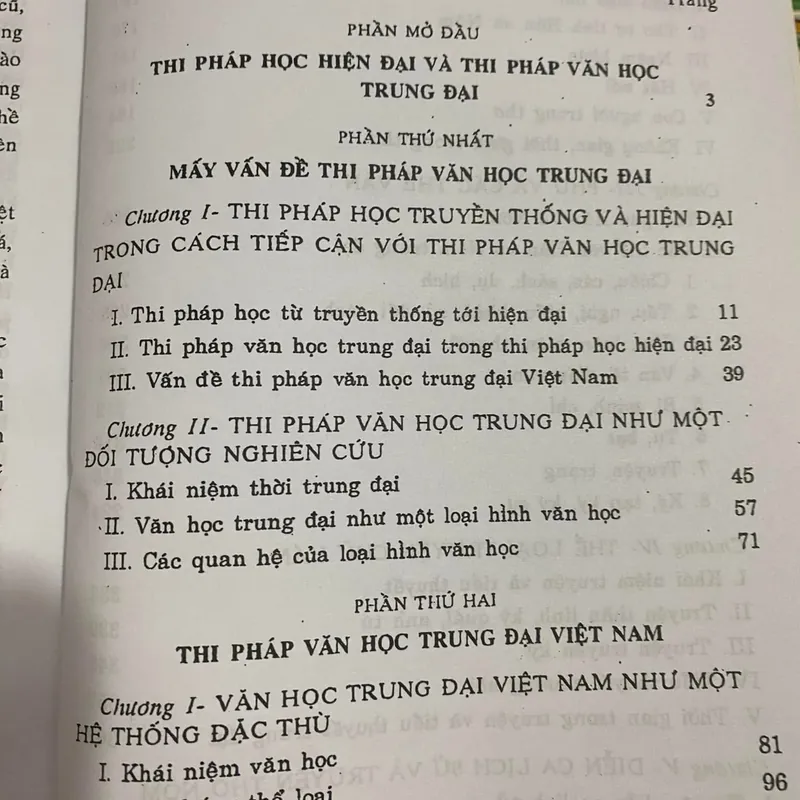 Trang
PHẦN MỞ ĐẦU
THI PHÁP HỌC HIỆN ĐẠI VÀ THI PHÁP VĂN HỌC
TRUNG ĐẠI 3
PHẦN THỨ NHẤT
MẤY VẤN ĐỀ THI PHÁP VĂN HỌC TRUNG ĐẠI
Chương I- THI PHÁP HỌC TRUYỀN THỐNG VÀ HIỆN ĐẠI
TRONG CÁCH TIẾP CẬN VỚI THI PHÁP VĂN HỌC TRUNG
ĐẠI
I. Thi pháp học từ truyền thống tới hiện đại 11
II. Thi pháp văn học trung đại trong thi pháp học hiện đại 23
III. Vấn đề thi pháp văn học trung đại Việt Nam 39
Chương II- THI PHÁP VĂN HỌC TRUNG ĐẠI NHƯ MỘT
ĐỐI TƯỢNG NGHIÊN CỨU
I. Khái niệm thời trung đại 45
II. Văn học trung đại như một loại hình văn học 57
III. Các quan hệ của loại hình văn học 71
PHẦN THỨ HAI
THI PHÁP VĂN HỌC TRUNG ĐẠI VIỆT NAM
Chương I- VĂN HỌC TRUNG ĐẠI VIỆT NAM NHƯ MỘT
HỆ THỐNG ĐẶC THÙ
I. Khái niệm văn học 81
thể loại 96